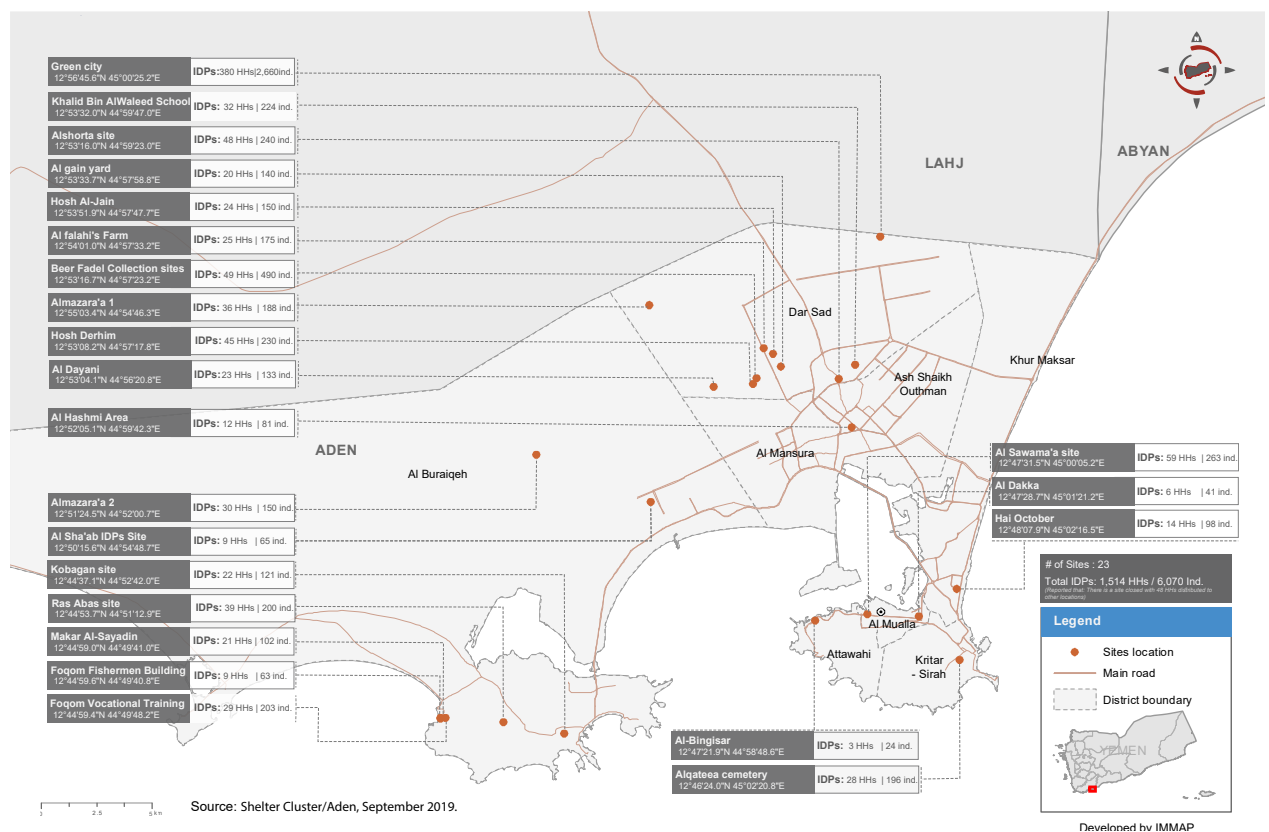 Green city
12°56'45.6"N 45°00'25.2"E
IDPs:380 HHs|2,660ind.
Khalid Bin AlWaleed School
12°53'32.0"N 44°59'47.0"E
IDPs: 32 HHs | 224 ind.
Alshorta site
12°53'16.0"N 44°59'23.0"E
IDPs: 48 HHs | 240 ind.
Al gain yard
12°53'33.7"N 44°57'58.8"E
IDPs: 20 HHs | 140 ind.
Hosh Al-Jain
12°53'51.9"N 44°57'47.7"E
IDPs: 24 HHs | 150 ind.
Al falahi's Farm
12°54'01.0"N 44°57'33.2"E
IDPs: 25 HHs | 175 ind.
Beer Fadel Collection sites
12°53'16.7"N 44°57'23.2"E
IDPs: 49 HHs | 490 ind.
Almazara'a 1
12°55'03.4"N 44°54'46.3"E
IDPs: 36 HHs | 188 ind.
Hosh Derhim
12°53'08.2"N 44°57'17.8"E
IDPs: 45 HHs | 230 ind.
Al Dayani
12°53'04.1"N 44°56'20.8"E
IDPs: 23 HHs | 133 ind.
Al Hashmi Area
12°52'05.1"N 44°59'42.3"E
IDPs: 12 HHs | 81 ind.
Almazara'a 2
12°51'24.5"N 44°52'00.7"E
IDPs: 30 HHs | 150 ind.
Al Sha'ab IDPs Site
12°50'15.6"N 44°54'48.7"E
IDPs: 9 HHs | 65 ind.
Kobagan site
12°44'37.1"N 44°52'42.0"E
IDPs: 22 HHs | 121 ind.
Ras Abas site
12°44'53.7"N 44°51'12.9"E
IDPs: 39 HHs | 200 ind.
Makar Al-Sayadin
12°44'59.0"N 44°49'41.0"E
IDPs: 21 HHs | 102 ind.
Foqom Fishermen Building
12°44'59.6"N 44°49'40.8"E
IDPs: 9 HHs | 63 ind.
Foqom Vocational Training
12°44'59.4"N 44°49'48.2"E
IDPs: 29 HHs | 203 ind.
LAHJ
ABYAN
ADEN
Dar Sad
Khur Maksar
Ash Shaikh
Outhman
Al Mansura
Al Buraiqeh
Al Mualla
Attawahi
Kritar
- Sirah
Al Sawama'a site
12°47'31.5"N 45°00'05.2"E
IDPs: 59 HHs | 263 ind.
Al Dakka
12°47'28.7"N 45°01'21.2"E
IDPs: 6 HHs | 41 ind.
Hai October
12°48'07.9"N 45°02'16.5"E
IDPs: 14 HHs | 98 ind.
# of Sites : 23
Total IDPs: 1,514 HHs / 6,070 Ind.
(Reported that: There is a site closed with 48 HHs distributed to
other locations)
Legend
Sites location
Main road
District boundary
YEMEN
Al-Bingisar
12°47'21.9"N 44°58'48.6"E
IDPs: 3 HHs | 24 ind.
Alqateea cemetery
12°46'24.0"N 45°02'20.8"E
IDPs: 28 HHs | 196 ind.
2.5 5 km
Source: Shelter Cluster/Aden, September 2019.
Developed by IMMAP